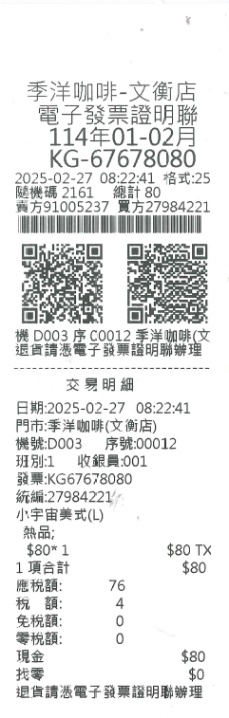 季洋咖啡-文衡店
電子發票證明聯
114年01-02月
KG-67678080
2025-02-27 08:22:41 格式:25
隨機碼 2161 總計 80
賣方91005237 買方27984221
機 D003 序 C0012 季洋咖啡(文
退貨請憑電子發票證明聯辦理
交易明細
日期:2025-02-27 08:22:41
門市:季洋咖啡(文衡店)
機號:D003 序號:00012
班別:1 收銀員:001
發票:KG67678080
統編:27984221
小宇宙美式(L)
熱品;
$80* 1 $80 TX
1 項合計 $80
應稅額: 76
稅 額: 4
免稅額: 0
零稅額: 0
現金 $80
找零 $0
退貨請憑電子發票證明聯辦理